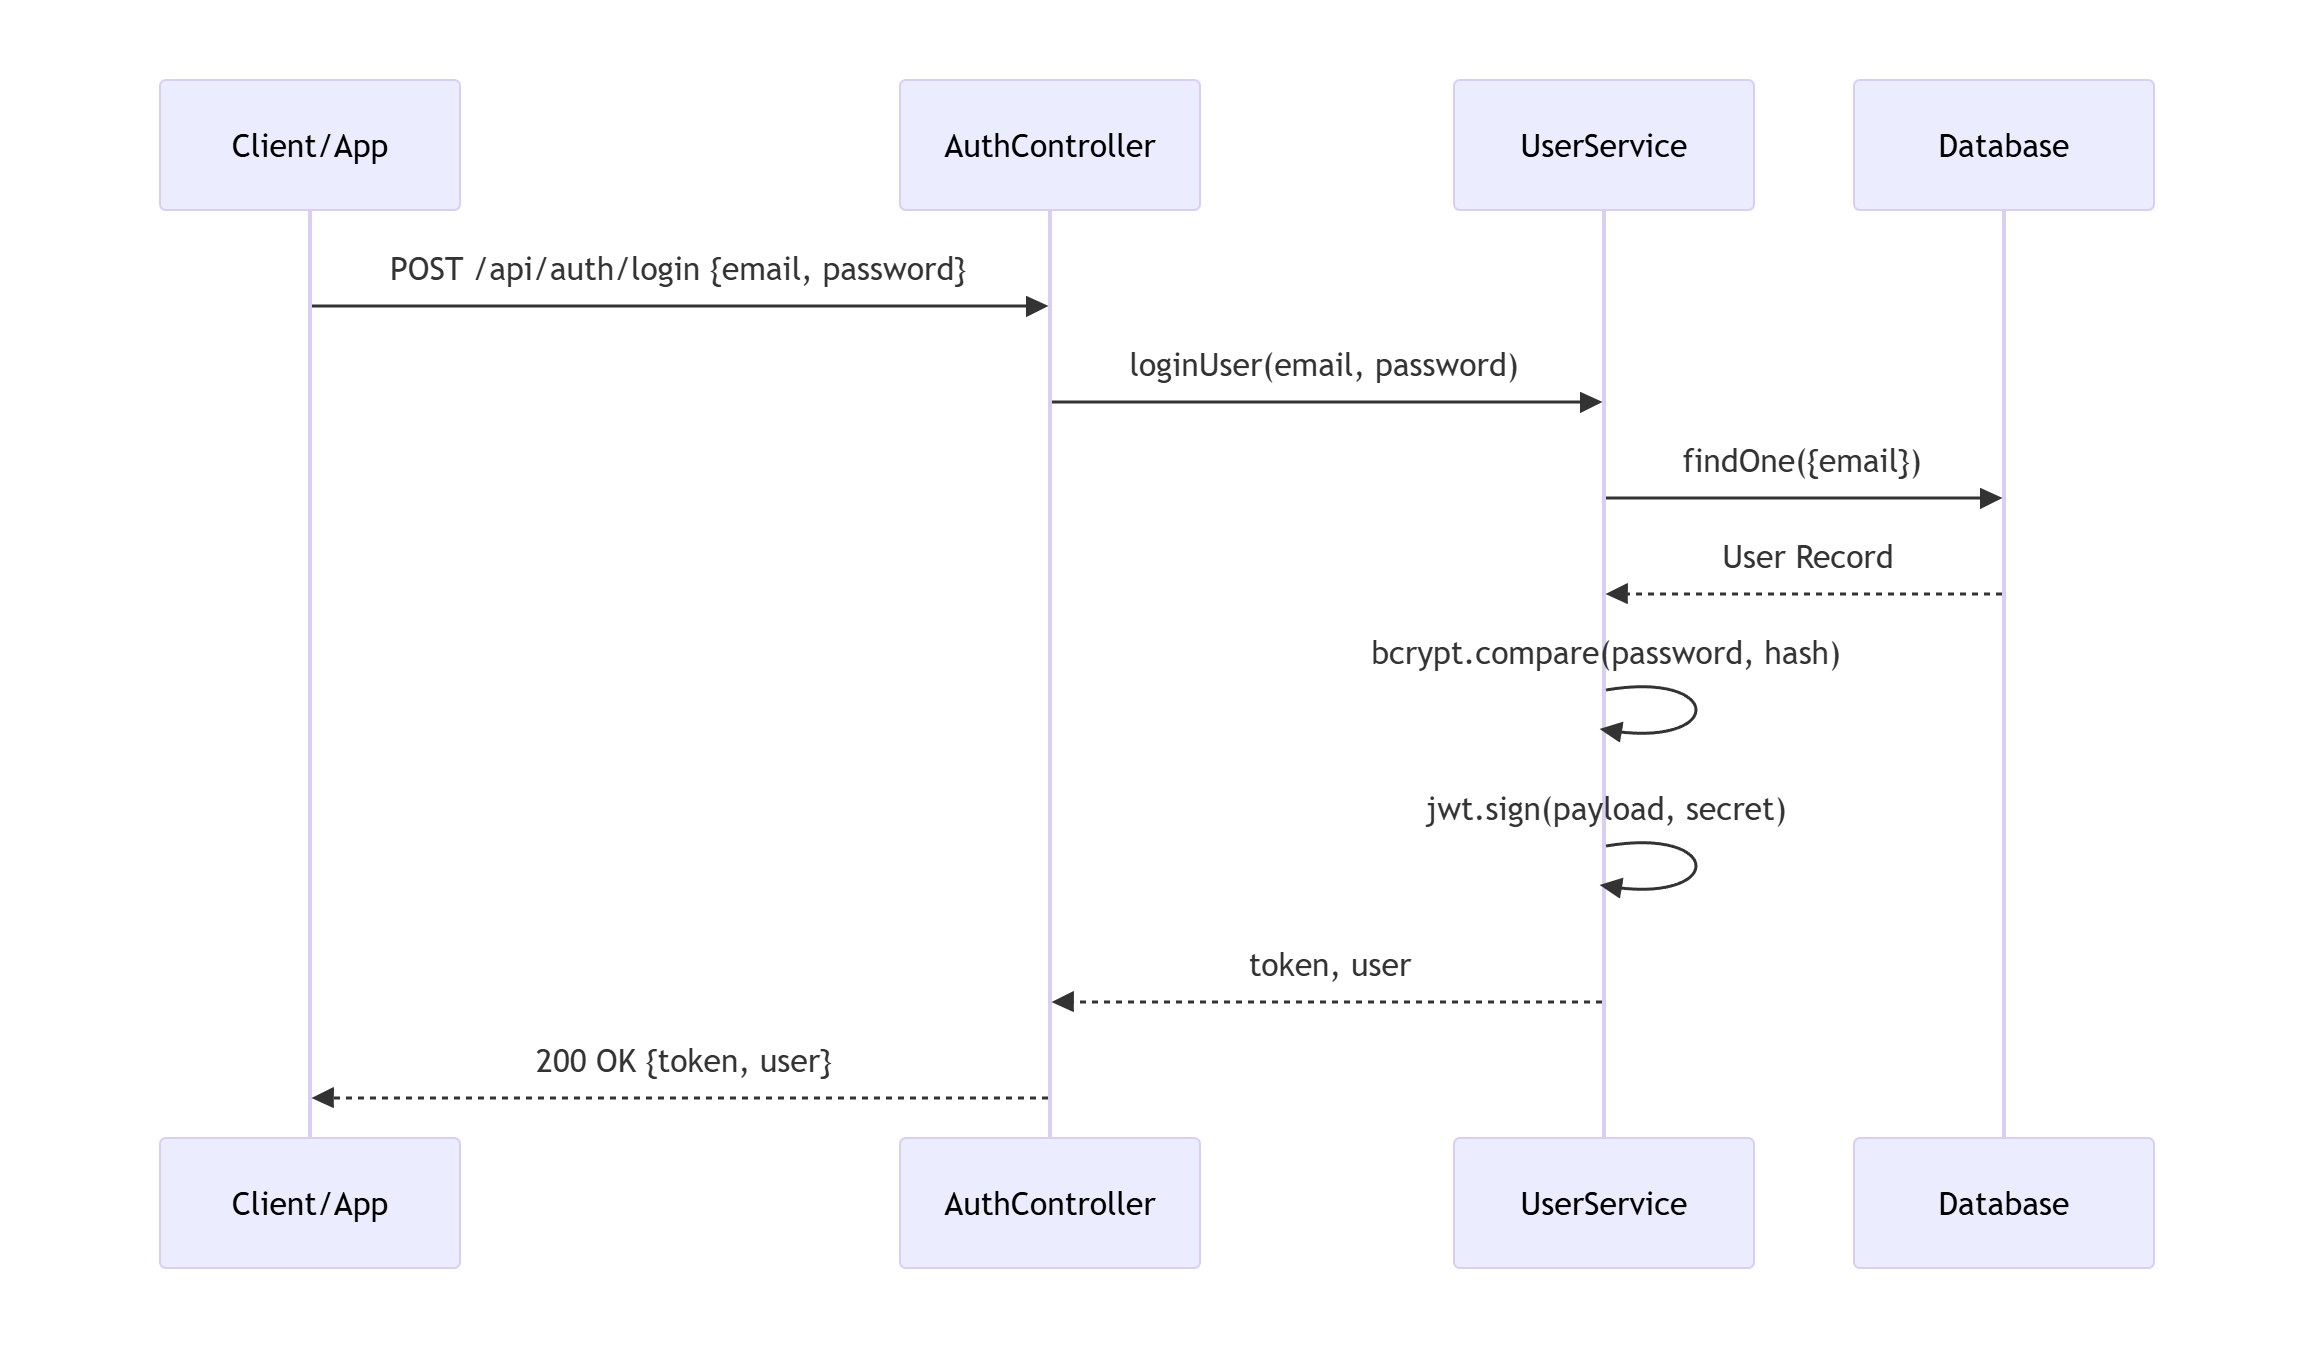 Client/App
AuthController
UserService
Database
POST /api/auth/login {email, password}
loginUser(email, password)
findOne({email})
User Record
bcrypt.compare(password, hash)
jwt.sign(payload, secret)
token, user
200 OK {token, user}
Client/App
AuthController
UserService
Database